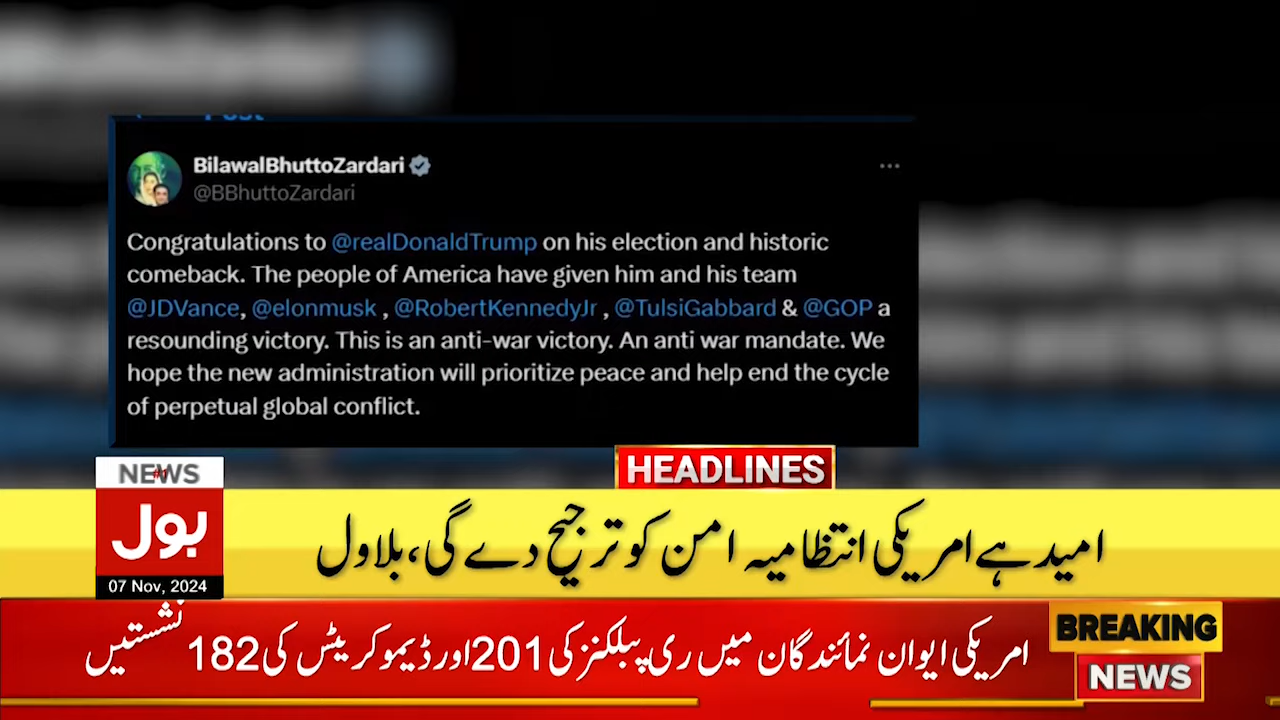 BilawalBhuttoZardari
@BBhuttoZardari
Congratulations to @realDonaldTrump on his election and historic
comeback. The people of America have given him and his team
@JDVance, @elonmusk , @RobertKennedyJr , @TulsiGabbard & @GOP a
resounding victory. This is an anti-war victory. An anti war mandate. We
hope the new administration will prioritize peace and help end the cycle
of perpetual global conflict.
HEADLINES
NEWS
#1
بول
07 Nov, 2024
امید ہے امریکی انتظامیہ امن کو ترجیح دے گی، بلاول
BREAKING
NEWS
امریکی ایوان نمائندگان میں ری پبلکنز کی 201 اور ڈیموکریٹس کی 182 نشستیں